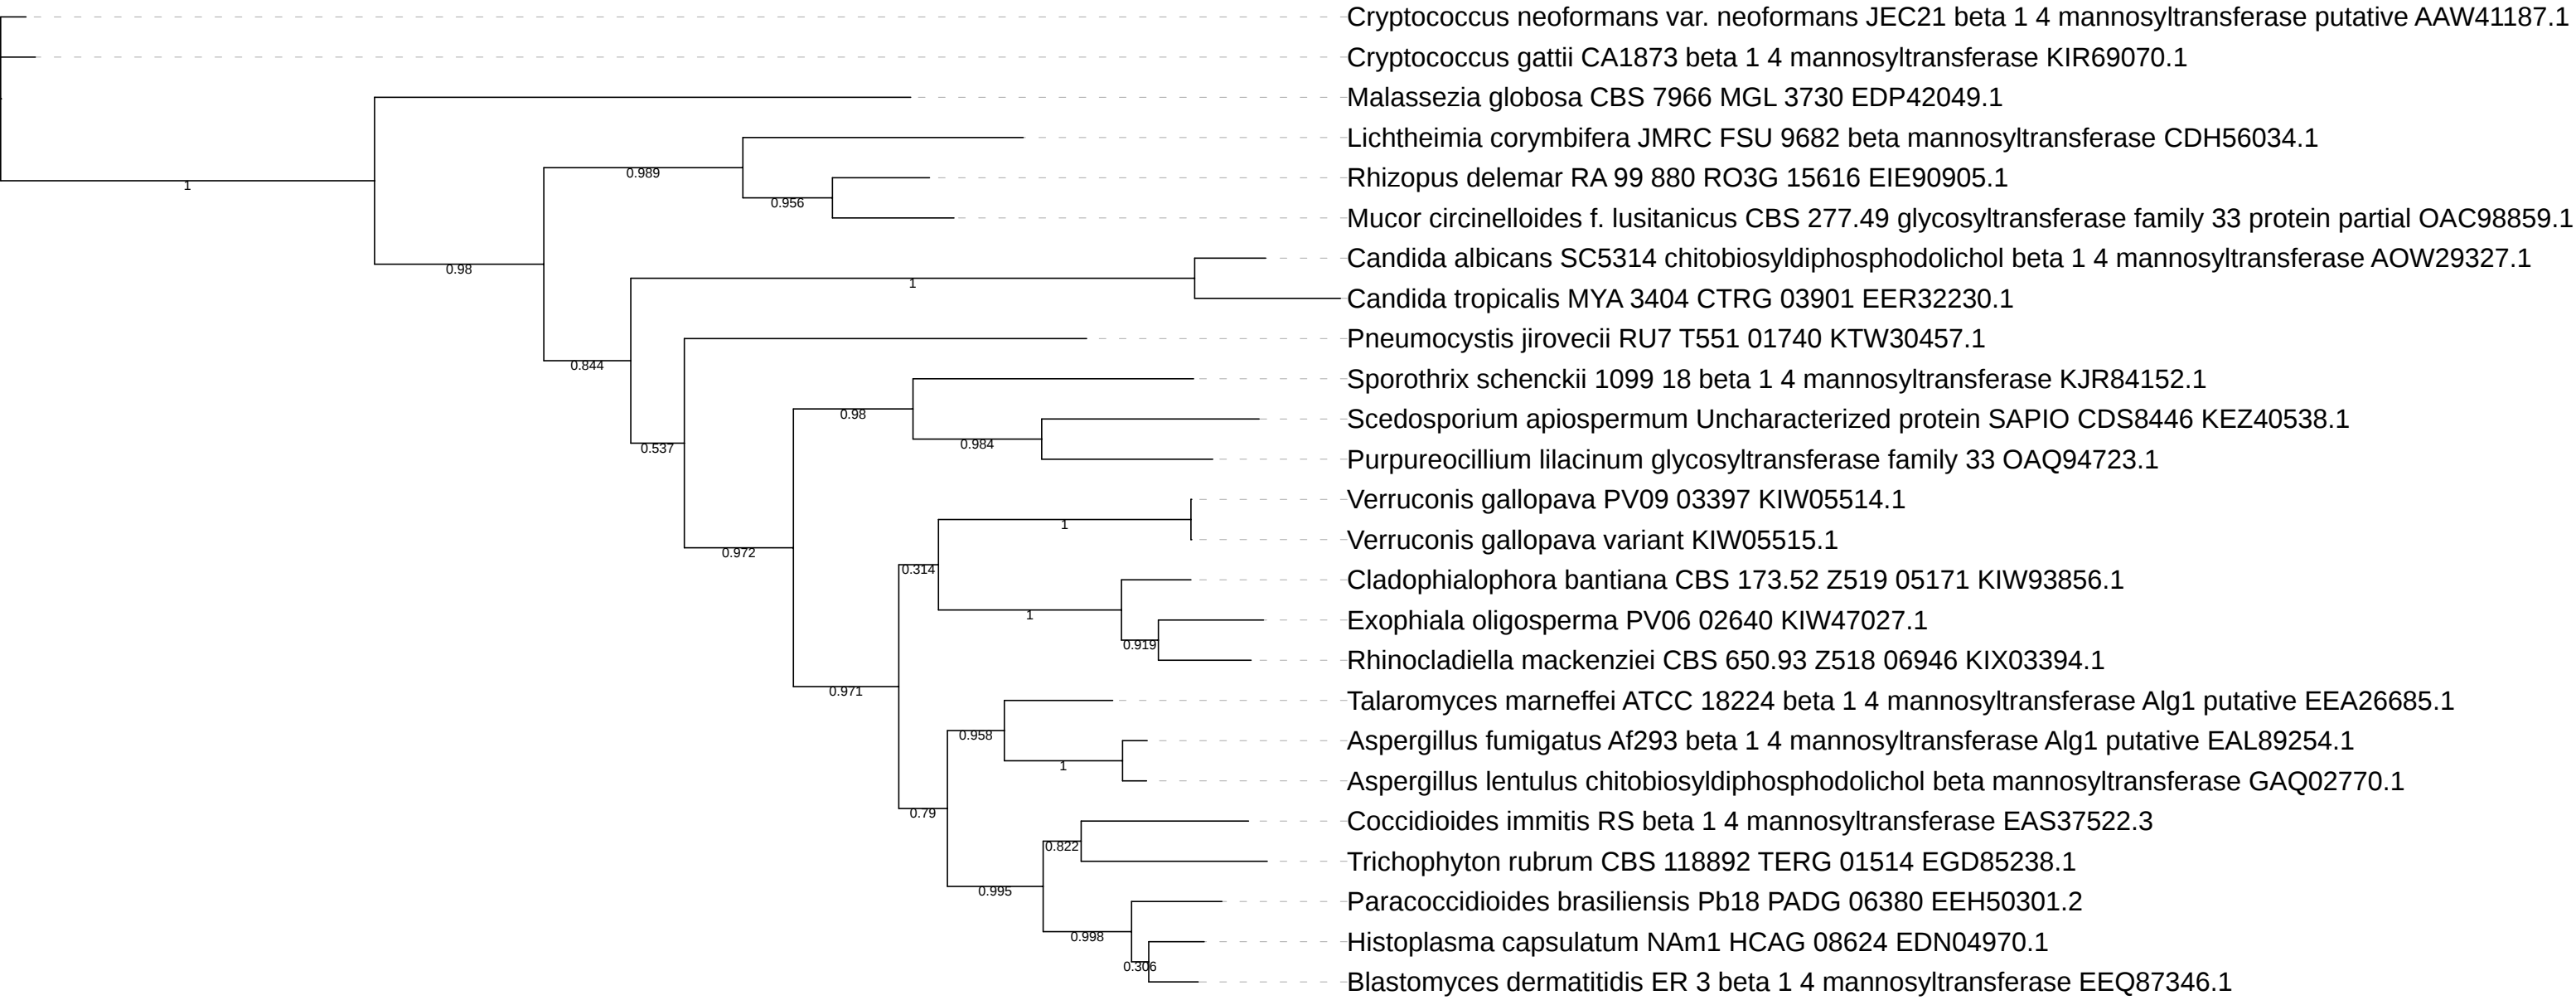 Cryptococcus neoformans var. neoformans JEC21 beta 1 4 mannosyltransferase putative AAW41187.1
Cryptococcus gattii CA1873 beta 1 4 mannosyltransferase KIR69070.1
Malassezia globosa CBS 7966 MGL 3730 EDP42049.1
Lichtheimia corymbifera JMRC FSU 9682 beta mannosyltransferase CDH56034.1
0.989
Rhizopus delemar RA 99 880 RO3G 15616 EIE90905.1
1
0.956
Mucor circinelloides f. lusitanicus CBS 277.49 glycosyltransferase family 33 protein partial OAC98859.1
Candida albicans SC5314 chitobiosyldiphosphodolichol beta 1 4 mannosyltransferase AOW29327.1
0.98
1
Candida tropicalis MYA 3404 CTRG 03901 EER32230.1
Pneumocystis jirovecii RU7 T551 01740 KTW30457.1
0.844
Sporothrix schenckii 1099 18 beta 1 4 mannosyltransferase KJR84152.1
0.98
Scedosporium apiospermum Uncharacterized protein SAPIO CDS8446 KEZ40538.1
0.984
0.537
Purpureocillium lilacinum glycosyltransferase family 33 OAQ94723.1
Verruconis gallopava PV09 03397 KIW05514.1
1
Verruconis gallopava variant KIW05515.1
0.972
0.314
Cladophialophora bantiana CBS 173.52 Z519 05171 KIW93856.1
1
Exophiala oligosperma PV06 02640 KIW47027.1
0.919
Rhinocladiella mackenziei CBS 650.93 Z518 06946 KIX03394.1
0.971
Talaromyces marneffei ATCC 18224 beta 1 4 mannosyltransferase Alg1 putative EEA26685.1
0.958
Aspergillus fumigatus Af293 beta 1 4 mannosyltransferase Alg1 putative EAL89254.1
1
Aspergillus lentulus chitobiosyldiphosphodolichol beta mannosyltransferase GAQ02770.1
0.79
Coccidioides immitis RS beta 1 4 mannosyltransferase EAS37522.3
0.822
Trichophyton rubrum CBS 118892 TERG 01514 EGD85238.1
0.995
Paracoccidioides brasiliensis Pb18 PADG 06380 EEH50301.2
0.998
Histoplasma capsulatum NAm1 HCAG 08624 EDN04970.1
0.306
Blastomyces dermatitidis ER 3 beta 1 4 mannosyltransferase EEQ87346.1